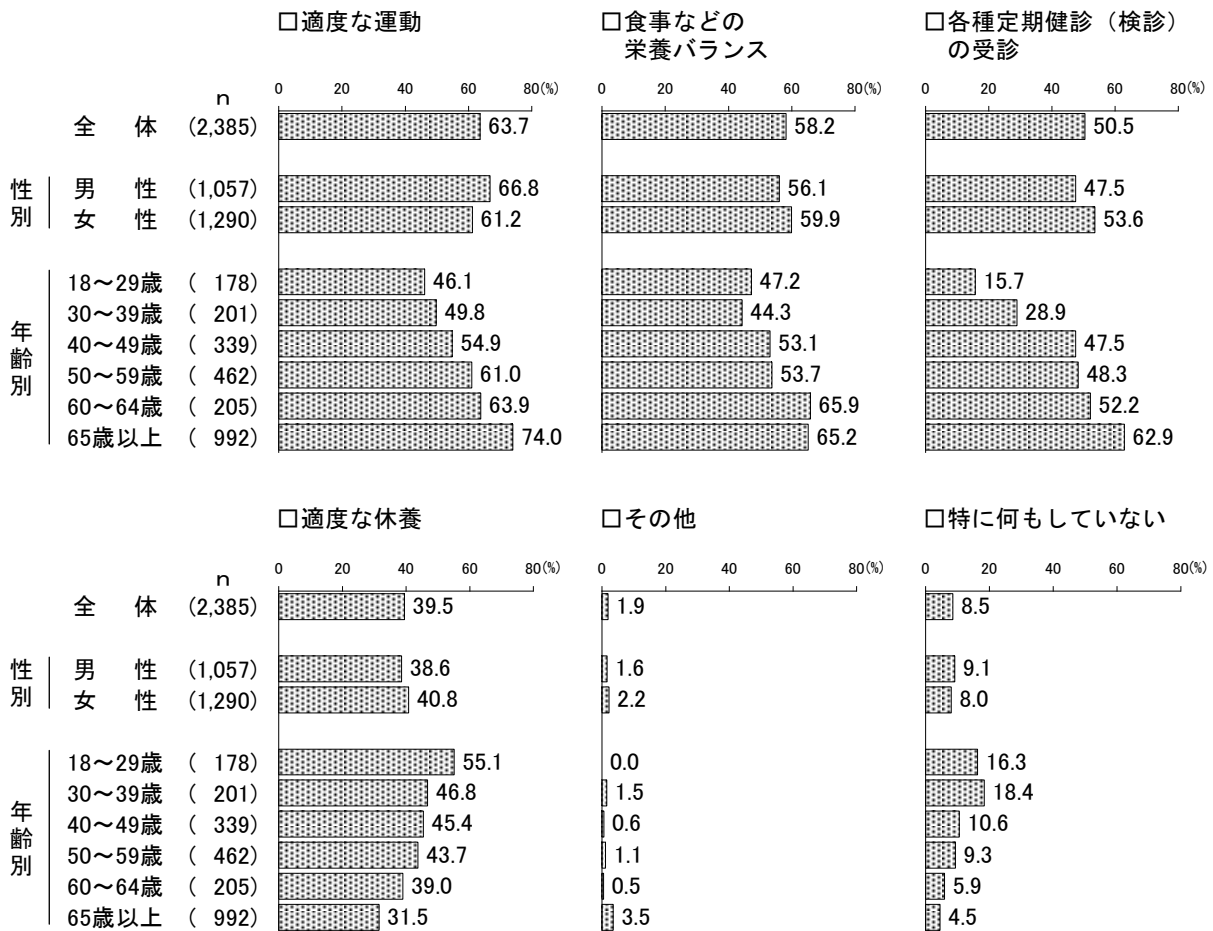 □適度な運動 □食事などの □各種定期健診（検診）
栄養バランス の受診
0 20 40 60 80(%) 0 20 40 60 80(%) 0 20 40 60 80(%)
n
全体 (2,385) 63.7 58.2 50.5
性別
男性 (1,057) 66.8 56.1 47.5
女性 (1,290) 61.2 59.9 53.6
年齢別
18～29歳 ( 178) 46.1 47.2 15.7
30～39歳 ( 201) 49.8 44.3 28.9
40～49歳 ( 339) 54.9 53.1 47.5
50～59歳 ( 462) 61.0 53.7 48.3
60～64歳 ( 205) 63.9 65.9 52.2
65歳以上 ( 992) 74.0 65.2 62.9
□適度な休養 □その他 □特に何もしていない
0 20 40 60 80(%) 0 20 40 60 80(%) 0 20 40 60 80(%)
n
全体 (2,385) 39.5 1.9 8.5
性別
男性 (1,057) 38.6 1.6 9.1
女性 (1,290) 40.8 2.2 8.0
年齢別
18～29歳 ( 178) 55.1 0.0 16.3
30～39歳 ( 201) 46.8 1.5 18.4
40～49歳 ( 339) 45.4 0.6 10.6
50～59歳 ( 462) 43.7 1.1 9.3
60～64歳 ( 205) 39.0 0.5 5.9
65歳以上 ( 992) 31.5 3.5 4.5